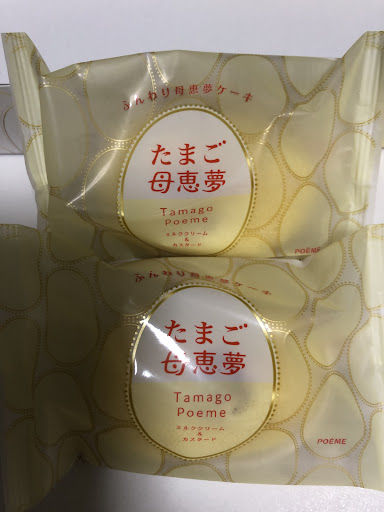 ふんわり母恵夢ケーキ
たまご
母恵夢
Tamago
Poeme
ミルククリーム
&
カスタード
POÈME
ふんわり母恵夢ケーキ
たまご
母恵夢
Tamago
Poeme
ミルククリーム
&
カスタード
POÈME